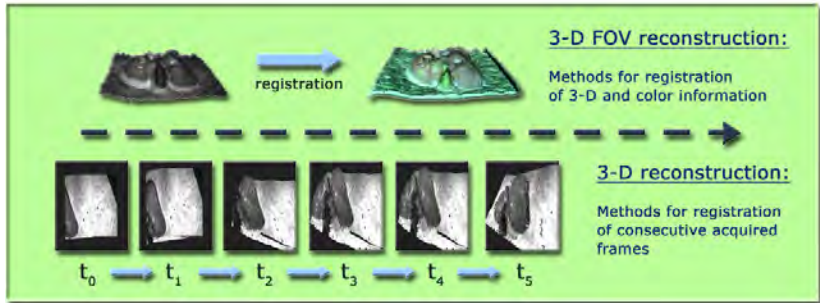 3-D FOV reconstruction:
registration
Methods for registration
of 3-D and color information
3-D reconstruction:
Methods for registration
of consecutive acquired
frames
t0 t1 t2 t3 t4 t5